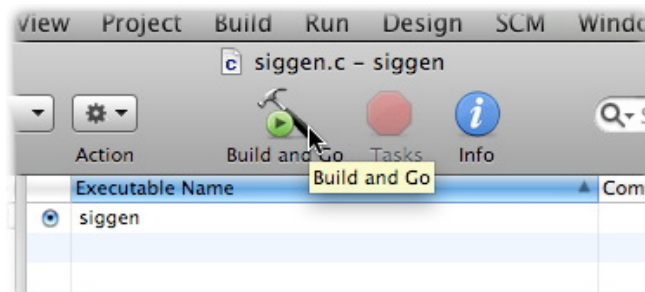 View Project Build Run Design SCM
siggen.c – siggen
Action Build and Go Tasks Info
Build and Go
Executable Name
siggen